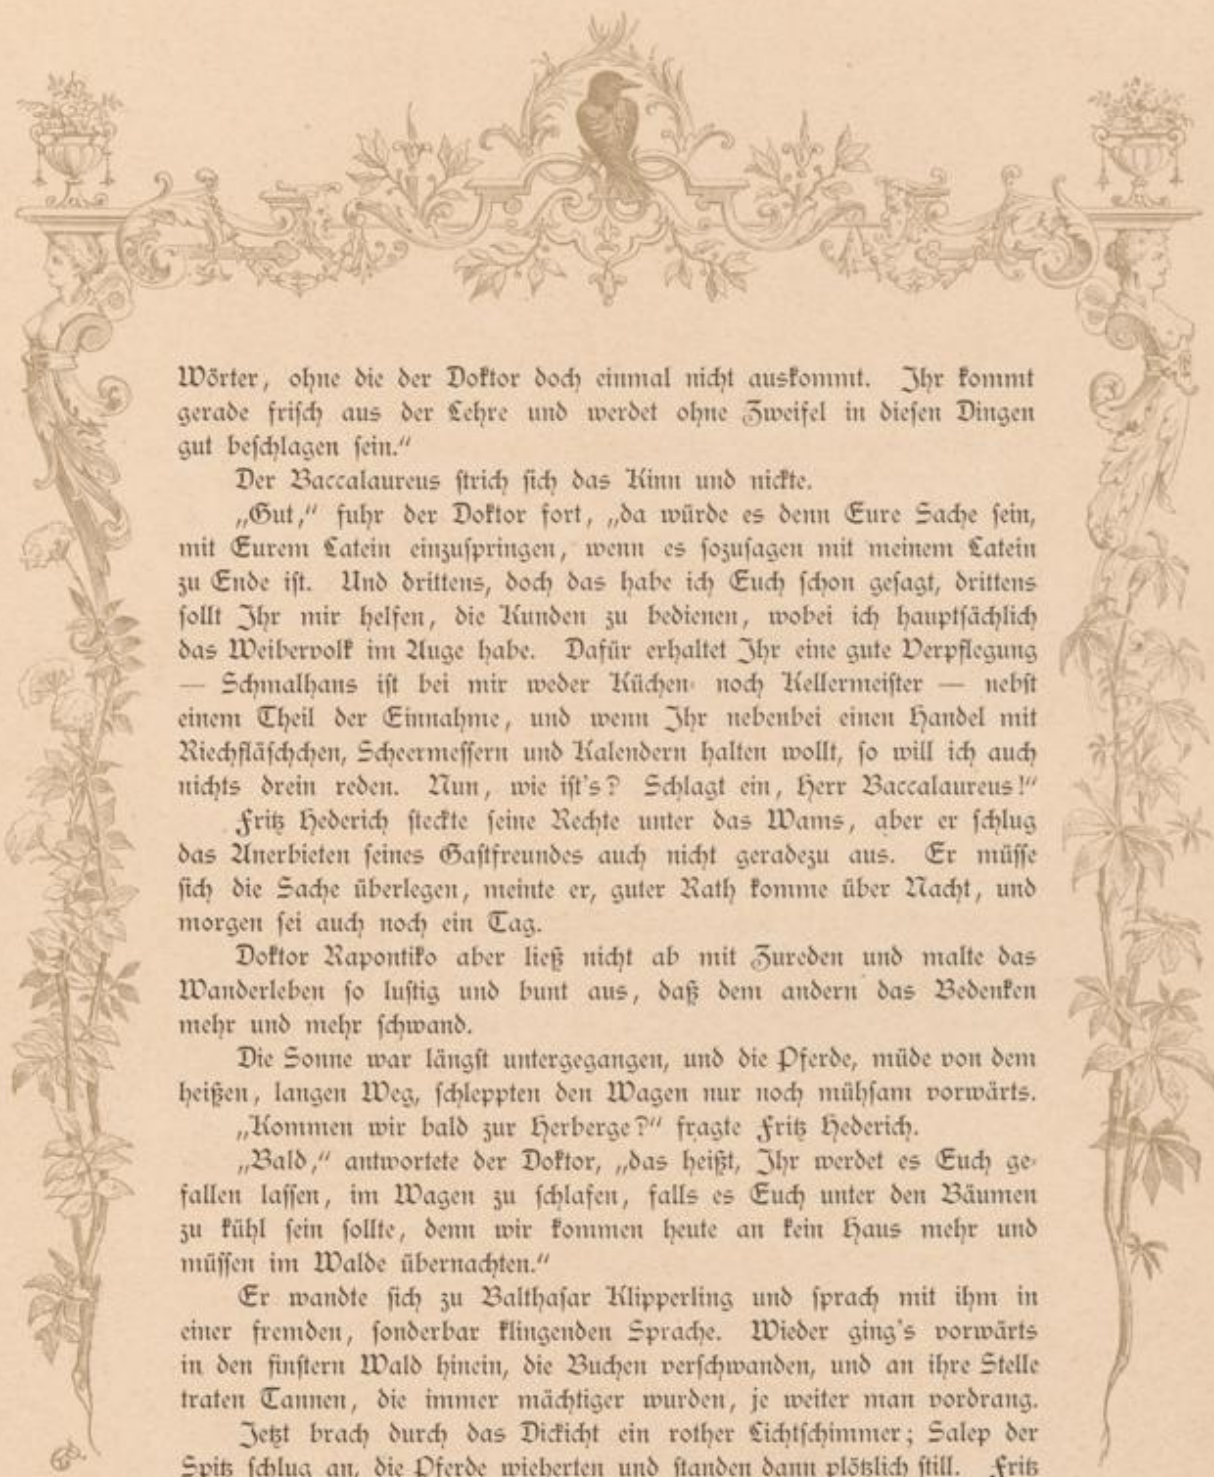 Wörter, ohne die der Doktor doch einmal nicht auskommt. Ihr kommt
gerade frisch aus der Lehre und werdet ohne Zweifel in diesen Dingen
gut beschlagen sein.“
Der Baccalaureus strich sich das Kinn und nickte.
„Gut,“ fuhr der Doktor fort, „da würde es denn Eure Sache sein,
mit Eurem Latein einzuspringen, wenn es sozusagen mit meinem Latein
zu Ende ist. Und drittens, doch das habe ich Euch schon gesagt, drittens
sollt Ihr mir helfen, die Kunden zu bedienen, wobei ich hauptsächlich
das Weibervolk im Auge habe. Dafür erhaltet Ihr eine gute Verpflegung
— Schmalhans ist bei mir weder Küchen- noch Kellermeister — nebst
einem Theil der Einnahme, und wenn Ihr nebenbei einen Handel mit
Riechfläschchen, Scheermessern und Kalendern halten wollt, so will ich auch
nichts drein reden. Nun, wie ist's? Schlagt ein, Herr Baccalaureus!“
Fritz Hederich steckte seine Rechte unter das Wams, aber er schlug
das Anerbieten seines Gastfreundes auch nicht geradezu aus. Er müsse
sich die Sache überlegen, meinte er, guter Rath komme über Nacht, und
morgen sei auch noch ein Tag.
Doktor Rapontiko aber ließ nicht ab mit Zureden und malte das
Wanderleben so lustig und bunt aus, daß dem andern das Bedenken
mehr und mehr schwand.
Die Sonne war längst untergegangen, und die Pferde, müde von dem
heißen, langen Weg, schleppten den Wagen nur noch mühsam vorwärts.
„Kommen wir bald zur Herberge?“ fragte Fritz Hederich.
„Bald,“ antwortete der Doktor, „das heißt, Ihr werdet es Euch ge-
fallen lassen, im Wagen zu schlafen, falls es Euch unter den Bäumen
zu kühl sein sollte, denn wir kommen heute an kein Haus mehr und
müssen im Walde übernachten.“
Er wandte sich zu Balthasar Klipperling und sprach mit ihm in
einer fremden, sonderbar klingenden Sprache. Wieder ging's vorwärts
in den finstern Wald hinein, die Buchen verschwanden, und an ihre Stelle
traten Tannen, die immer mächtiger wurden, je weiter man vordrang.
Jetzt brach durch das Dickicht ein rother Lichtschimmer; Salep der
Spitz schlug an, die Pferde wieherten und standen dann plötzlich still. Fritz